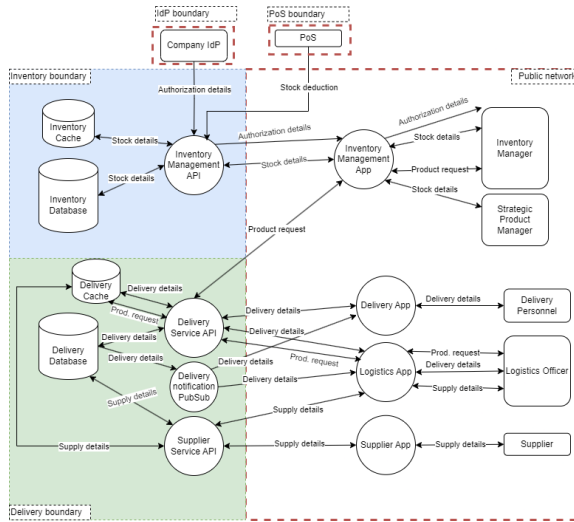 IdP boundary
PoS boundary
Company IdP
PoS
Inventory boundary
Public network
Authorization details
Stock deduction
Inventory
Cache
Stock details
Authorization details
Authorization details
Stock details
Inventory
Management
API
Stock details
Inventory
Management
App
Inventory
Manager
Product request
Stock details
Inventory
Database
Stock details
Strategic
Product
Manager
Product request
Delivery
Cache
Delivery details
Prod. request
Delivery
Service API
Delivery details
Delivery App
Delivery details
Delivery
Personnel
Delivery details
Delivery details
Delivery
Database
Delivery details
Prod. request
Prod. request
Logistics App
Delivery details
Logistics Officer
Delivery
notification
PubSub
Delivery details
Delivery details
Supply details
Supply details
Supply details
Supply details
Supplier
Service API
Supply details
Supplier App
Supply details
Supplier
Delivery boundary